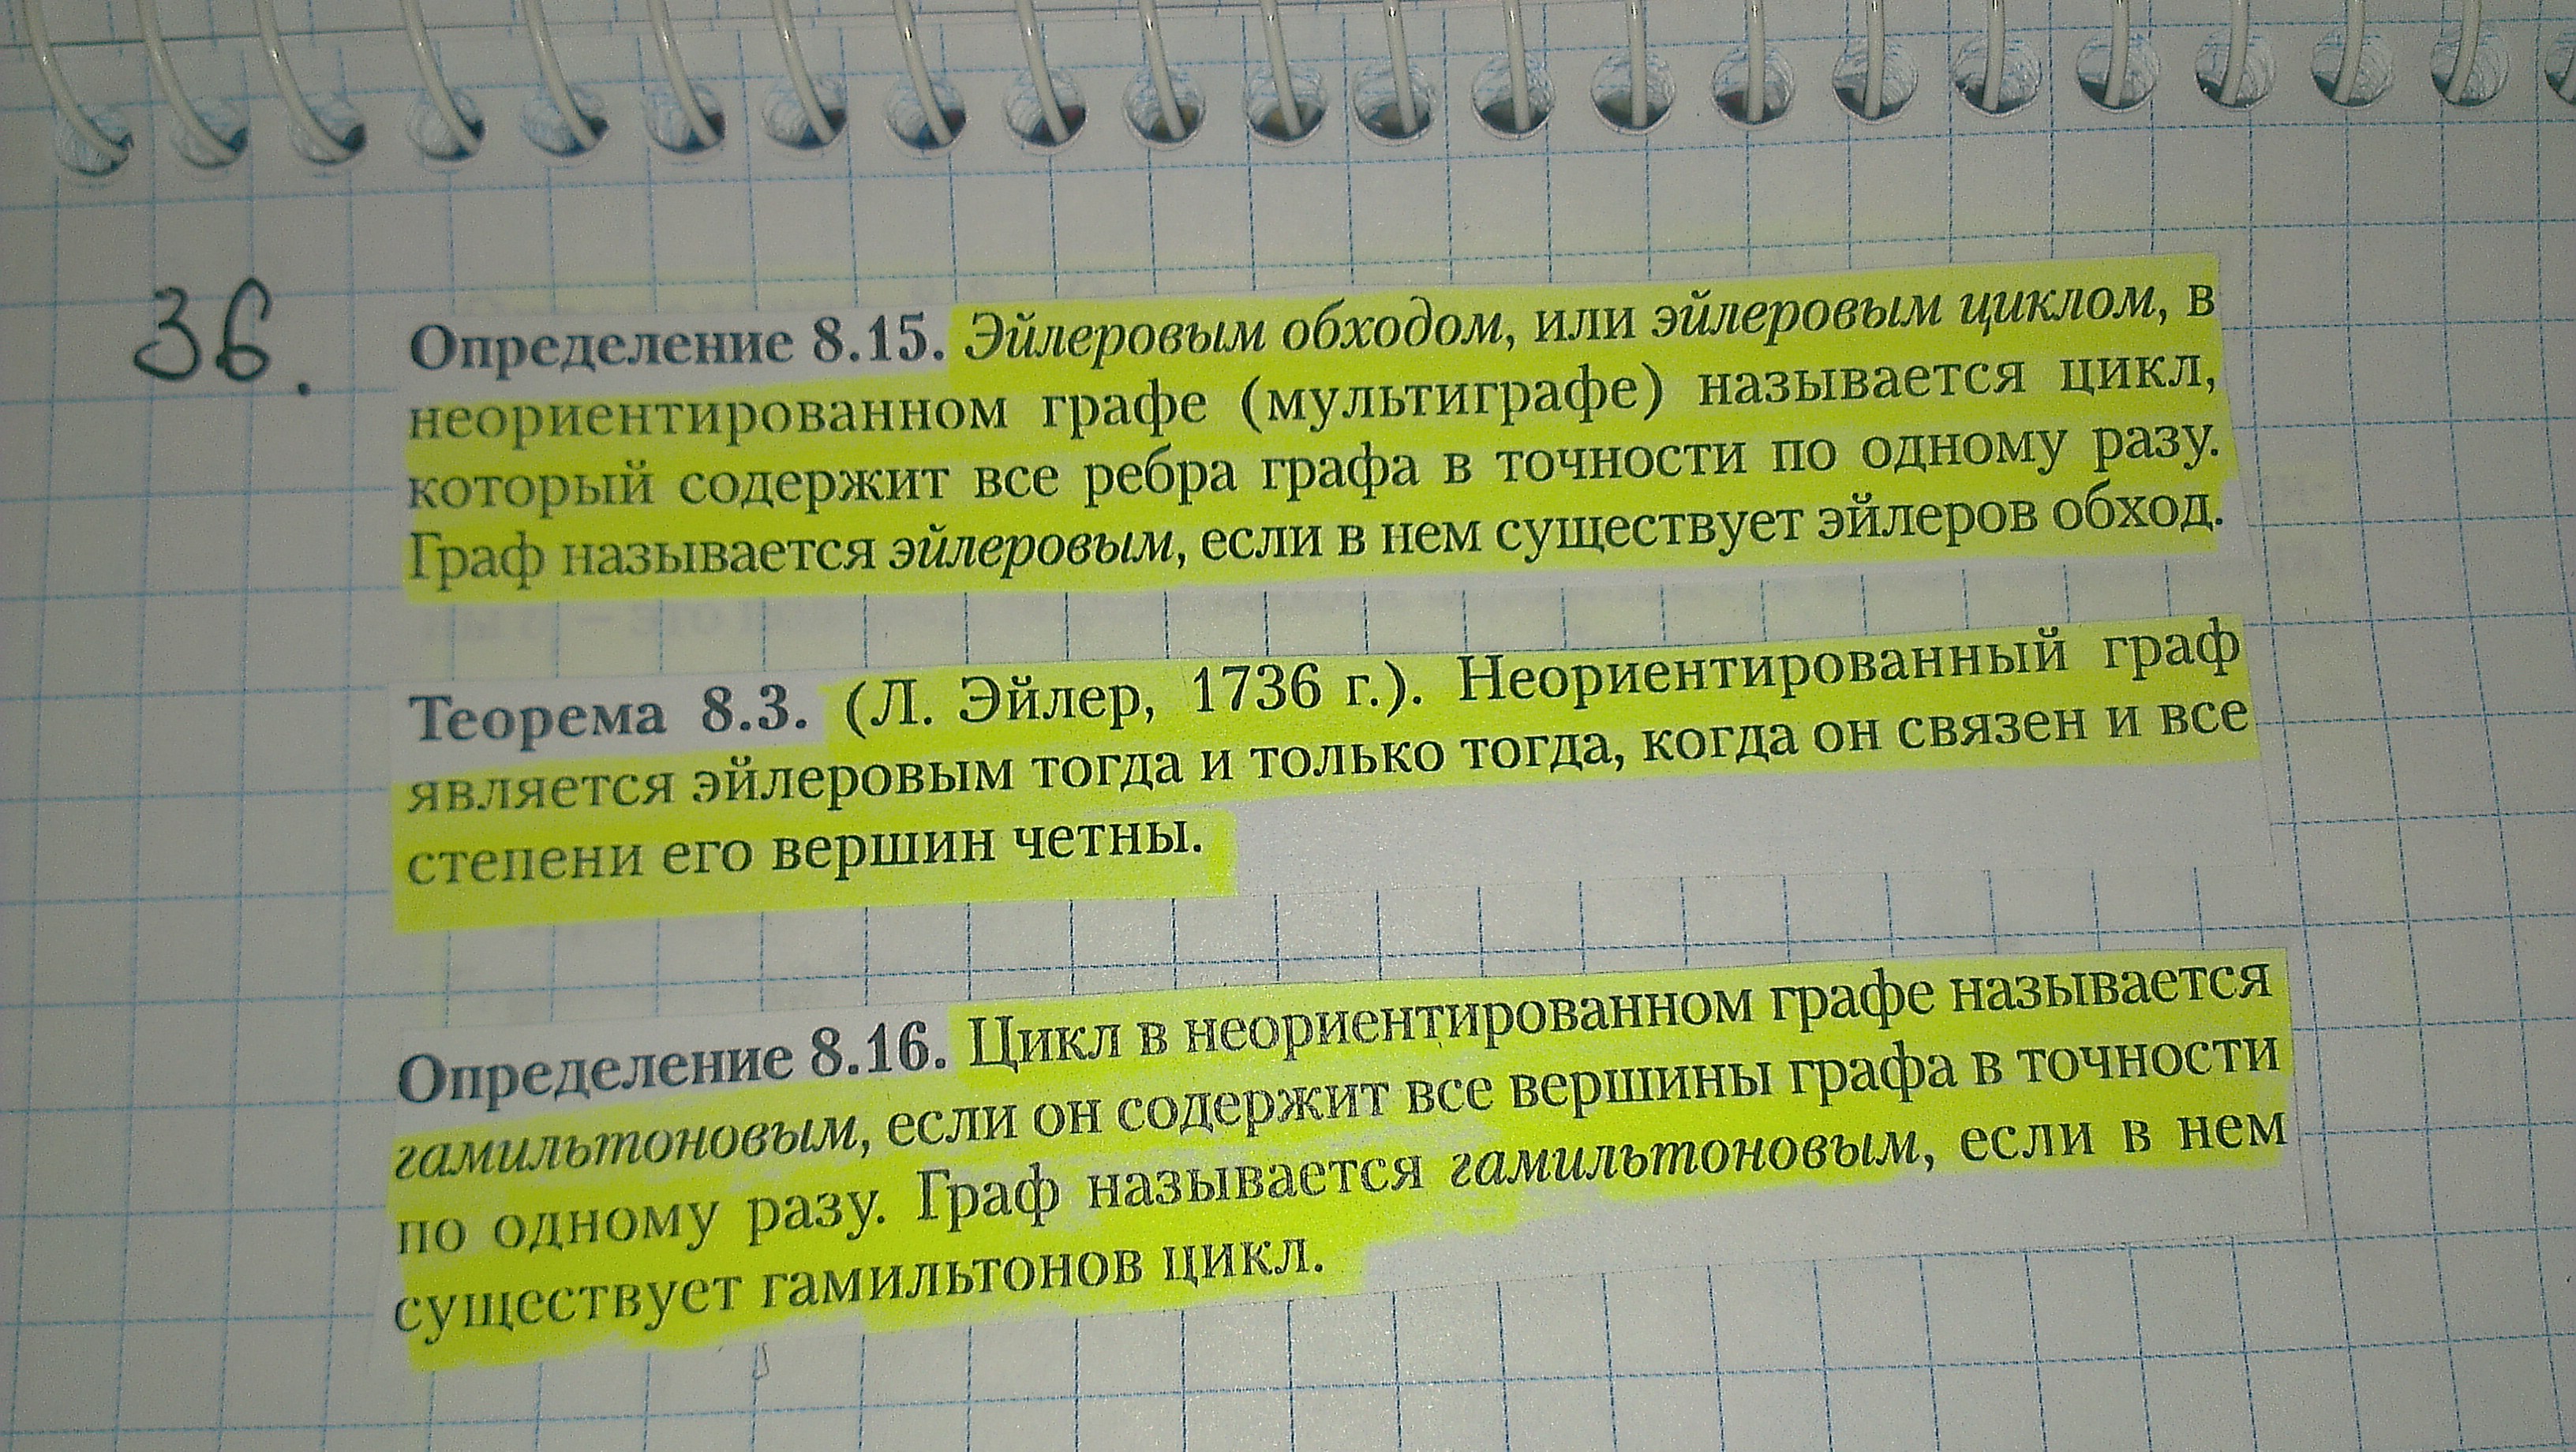 36.
Определение 8.15. Эйлеровым обходом, или эйлеровым циклом, в
неориентированном графе (мультиграфе) называется цикл,
который содержит все ребра графа в точности по одному разу.
Граф называется эйлеровым, если в нем существует эйлеров обход.
Теорема 8.3. (Л. Эйлер, 1736 г.). Неориентированный граф
является эйлеровым тогда и только тогда, когда он связен и все
степени его вершин четны.
Определение 8.16. Цикл в неориентированном графе называется
гамильтоновым, если он содержит все вершины графа в точности
по одному разу. Граф называется гамильтоновым, если в нем
существует гамильтонов цикл.